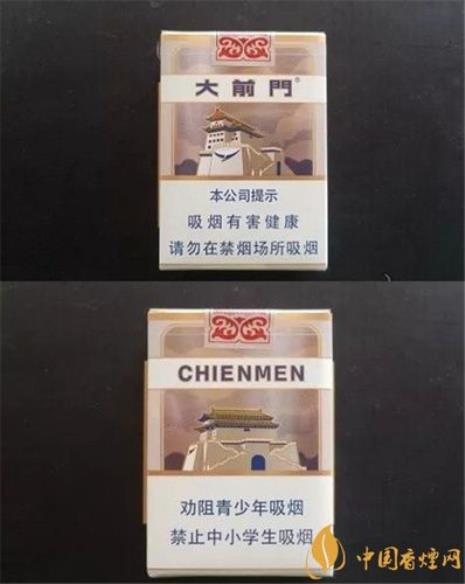 大前門®
本公司提示
吸烟有害健康
请勿在禁烟场所吸烟
CHIENMEN
劝阻青少年吸烟
禁止中小学生吸烟
中国香烟网